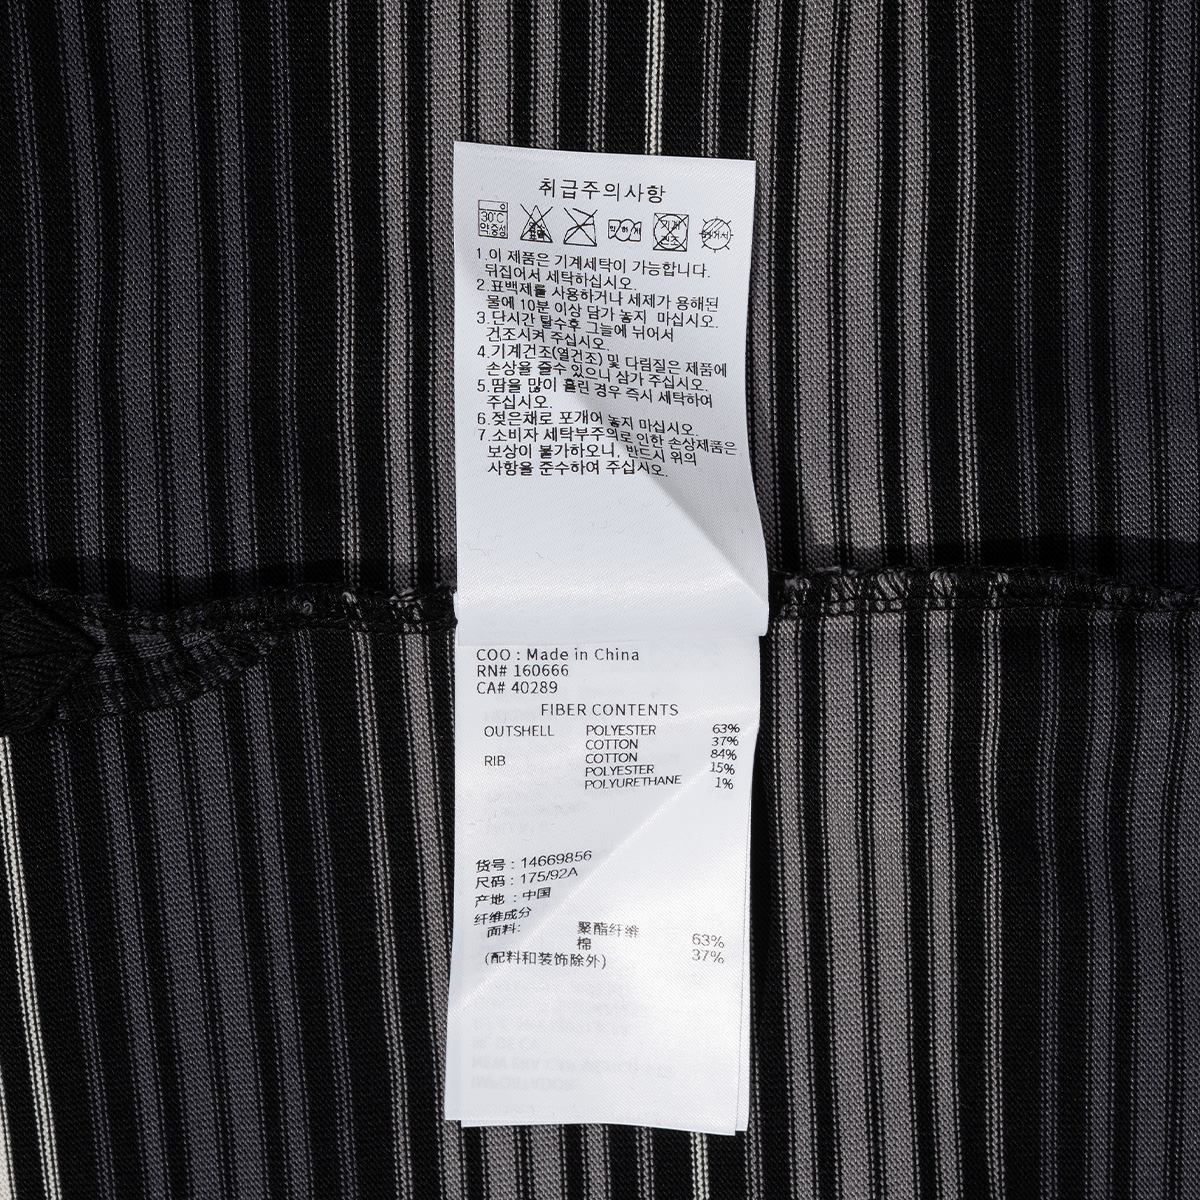 취급주의사항
30℃
약중성
1.이 제품은 기계세탁이 가능합니다.
뒤집어서 세탁하십시오.
2.표백제를 사용하거나 세제가 용해된
물에 10분 이상 담가 놓지 마십시오.
3.단시간 탈수후 그늘에 뉘어서
건조시켜 주십시오.
4.기계건조(열건조) 및 다림질은 제품에
손상을 줄수 있으니 삼가 주십시오.
5.땀을 많이 흘린 경우 즉시 세탁하여
주십시오.
6.젖은채로 포개어 놓지 마십시오.
7.소비자 세탁부주의로 인한 손상제품은
보상이 불가하오니, 반드시 위의
사항을 준수하여 주십시오.
COO : Made in China
RN# 160666
CA# 40289
FIBER CONTENTS
OUTSHELL POLYESTER 63%
COTTON 37%
RIB COTTON 84%
POLYESTER 15%
POLYURETHANE 1%
货号 : 14669856
尺码 : 175/92A
产地 : 中国
纤维成分
面料: 聚酯纤维 63%
棉 37%
(配料和装饰除外)